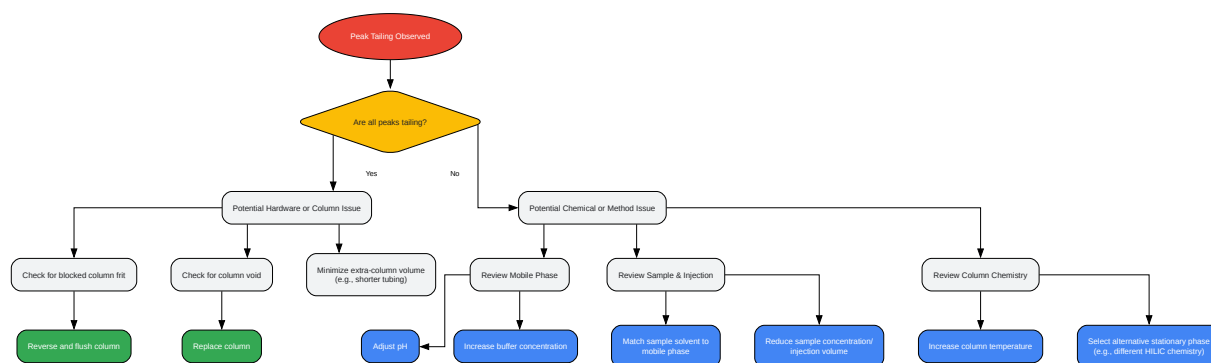 Peak Tailing Observed
Are all peaks tailing?
Yes
No
Potential Hardware or Column Issue
Potential Chemical or Method Issue
Check for blocked column frit
Check for column void
Minimize extra-column volume
(e.g., shorter tubing)
Review Mobile Phase
Review Sample & Injection
Review Column Chemistry
Reverse and flush column
Replace column
Adjust pH
Increase buffer concentration
Match sample solvent to
mobile phase
Reduce sample concentration/
injection volume
Increase column temperature
Select alternative stationary phase
(e.g., different HILIC chemistry)